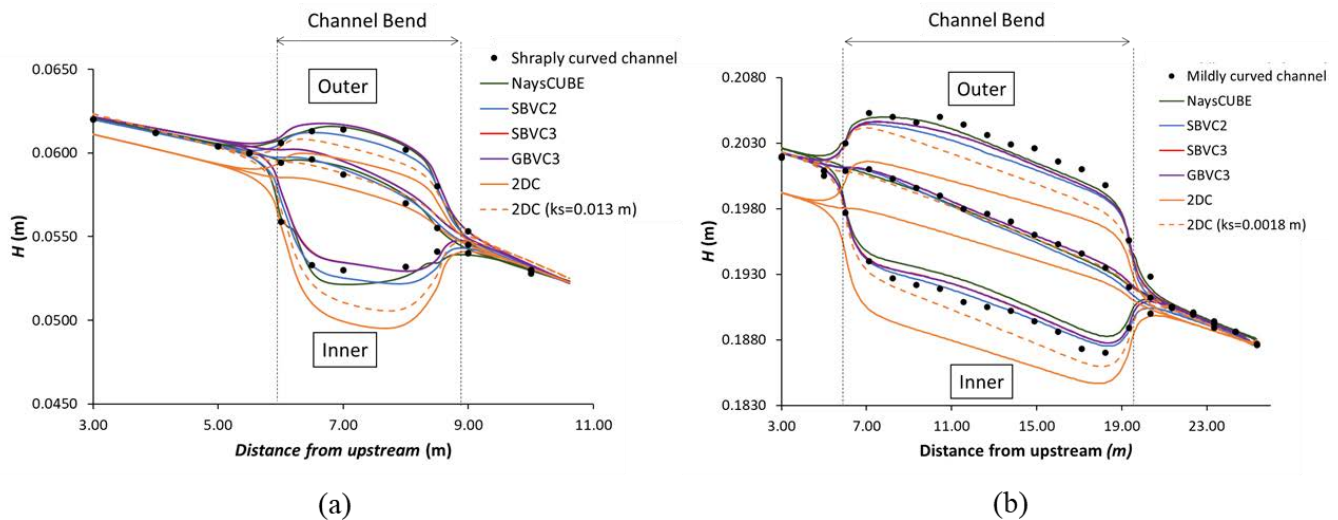 Channel Bend
0.0650
0.0600
0.0550
0.0500
0.0450
H (m)
3.00
5.00
7.00
9.00
11.00
Distance from upstream (m)
Outer
Inner
Shraply curved channel
NaysCUBE
SBVC2
SBVC3
GBVC3
2DC
2DC (ks=0.013 m)
(a)
Channel Bend
0.2080
0.2030
0.1980
0.1930
0.1880
0.1830
H (m)
3.00
7.00
11.00
15.00
19.00
23.00
Distance from upstream (m)
Outer
Inner
Mildly curved channel
NaysCUBE
SBVC2
SBVC3
GBVC3
2DC
2DC (ks=0.0018 m)
(b)